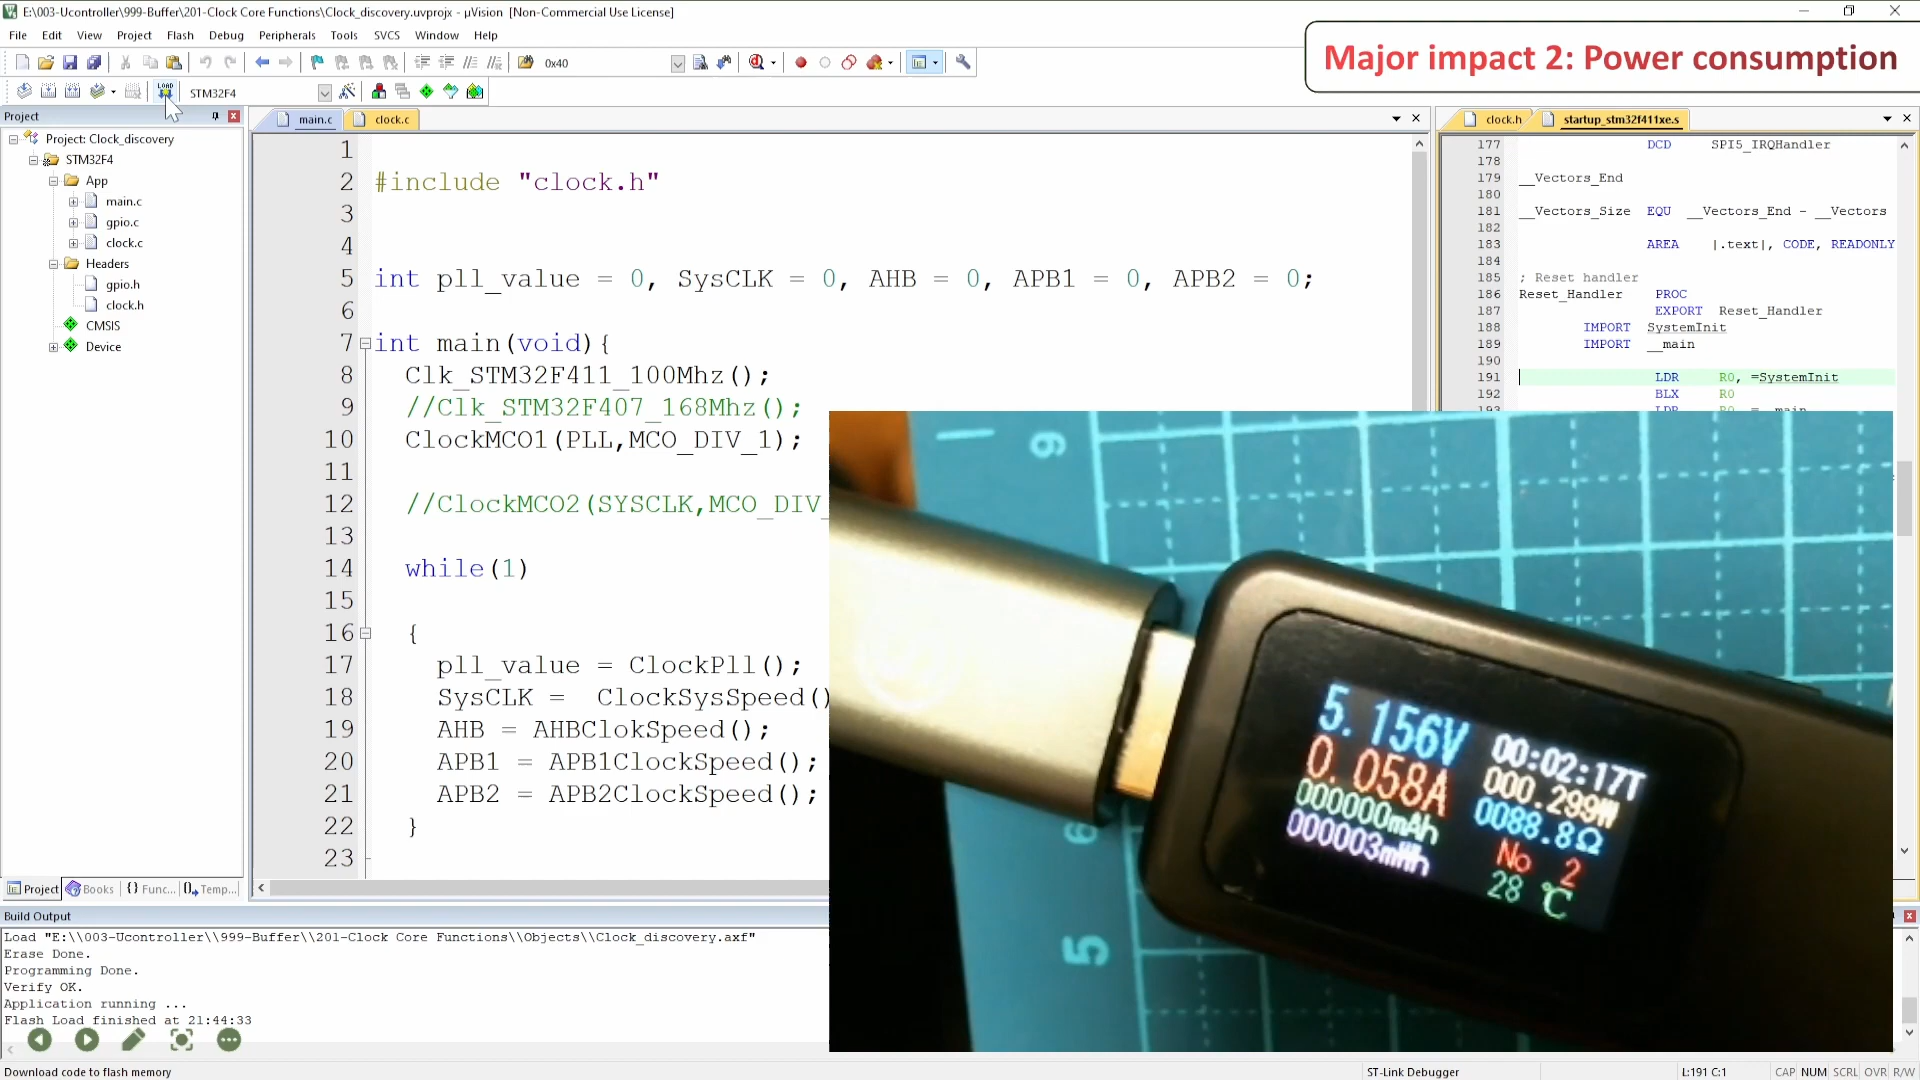 E:\003-Ucontroller\999-Buffer\201-Clock Core Functions\Clock_discovery.uvprojx - µVision  [Non-Commercial Use License]
File Edit View Project Flash Debug Peripherals Tools SVCS Window Help
Major impact 2: Power consumption
0x40
LOAD
STM32F4
Project
Project: Clock_discovery
STM32F4
App
main.c
gpio.c
clock.c
Headers
gpio.h
clock.h
CMSIS
Device
Project Books {} Func... Temp...
main.c clock.c
1
2 #include "clock.h"
3
4
5 int pll_value = 0, SysCLK = 0, AHB = 0, APB1 = 0, APB2 = 0;
6
7 int main(void){
8 Clk_STM32F411_100Mhz();
9 //Clk_STM32F407_168Mhz();
10 ClockMCO1(PLL,MCO_DIV_1);
11
12 //ClockMCO2(SYSCLK,MCO_DIV_
13
14 while(1)
15
16 {
17 pll_value = ClockPll();
18 SysCLK =  ClockSysSpeed()
19 AHB = AHBClokSpeed();
20 APB1 = APB1ClockSpeed();
21 APB2 = APB2ClockSpeed();
22 }
23
clock.h startup_stm32f411xe.s
177 DCD SPI5_IRQHandler
178
179 __Vectors_End
180
181 __Vectors_Size EQU __Vectors_End - __Vectors
182
183 AREA |.text|, CODE, READONLY
184
185 ; Reset handler
186 Reset_Handler PROC
187 EXPORT Reset_Handler
188 IMPORT SystemInit
189 IMPORT __main
190
191 LDR R0, =SystemInit
192 BLX R0
193 LDR R0, =__main
6
6
5
5.156V
0.058A
000000mAh
000003mWh
00:02:17T
000.299W
0088.8Ω
No 2
28 ℃
Build Output
Load "E:\\003-Ucontroller\\999-Buffer\\201-Clock Core Functions\\Objects\\Clock_discovery.axf"
Erase Done.
Programming Done.
Verify OK.
Application running ...
Flash Load finished at 21:44:33
Download code to flash memory
ST-Link Debugger
L:191 C:1
CAP NUM SCRL OVR R/W